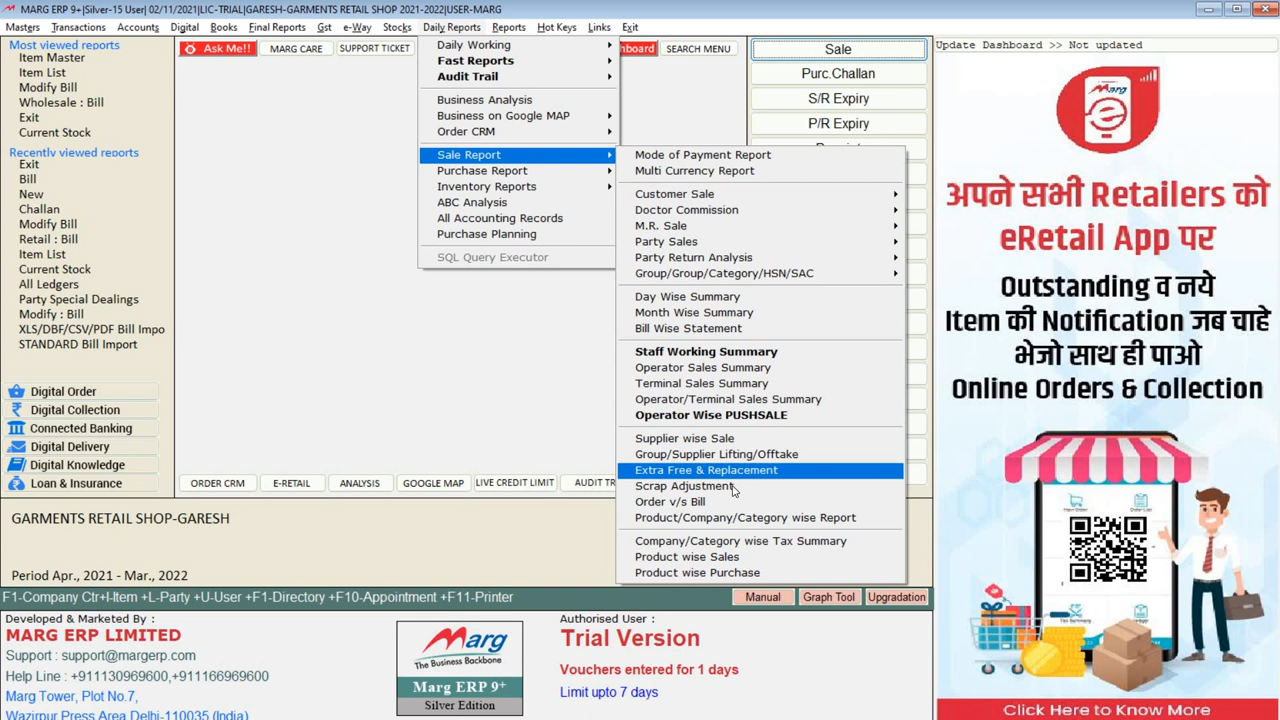 MARG ERP 9+|Silver-15 User| 02/11/2021|LIC-TRIAL|GARESH-GARMENTS RETAIL SHOP 2021-2022|USER-MARG
Masters Transactions Accounts Digital Books Final Reports Gst e-Way Stocks Daily Reports Reports Hot Keys Links Exit
Most viewed reports
Item Master
Item List
Modify Bill
Wholesale : Bill
Exit
Current Stock
Recently viewed reports
Exit
Bill
New
Challan
Modify Bill
Retail : Bill
Item List
Current Stock
All Ledgers
Party Special Dealings
Modify : Bill
XLS/DBF/CSV/PDF Bill Impo
STANDARD Bill Import
Digital Order
Digital Collection
Connected Banking
Digital Delivery
Digital Knowledge
Loan & Insurance
Ask Me!! MARG CARE SUPPORT TICKET
hboard SEARCH MENU
Daily Working
Fast Reports
Audit Trail
Business Analysis
Business on Google MAP
Order CRM
Sale Report
Purchase Report
Inventory Reports
ABC Analysis
All Accounting Records
Purchase Planning
SQL Query Executor
Mode of Payment Report
Multi Currency Report
Customer Sale
Doctor Commission
M.R. Sale
Party Sales
Party Return Analysis
Group/Group/Category/HSN/SAC
Day Wise Summary
Month Wise Summary
Bill Wise Statement
Staff Working Summary
Operator Sales Summary
Terminal Sales Summary
Operator/Terminal Sales Summary
Operator Wise PUSHSALE
Supplier wise Sale
Group/Supplier Lifting/Offtake
Extra Free & Replacement
Scrap Adjustment
Order v/s Bill
Product/Company/Category wise Report
Company/Category wise Tax Summary
Product wise Sales
Product wise Purchase
Sale
Purc.Challan
S/R Expiry
P/R Expiry
ORDER CRM E-RETAIL ANALYSIS GOOGLE MAP LIVE CREDIT LIMIT AUDIT TR
GARMENTS RETAIL SHOP-GARESH
Period Apr., 2021 - Mar., 2022
F1-Company Ctr+I-Item +L-Party +U-User +F1-Directory +F10-Appointment +F11-Printer
Manual Graph Tool Upgradation
Developed & Marketed By :
MARG ERP LIMITED
Support : support@margerp.com
Help Line : +911130969600,+911166969600
Marg Tower, Plot No.7,
Wazirpur Press Area Delhi-110035 (India)
Marg
The Business Backbone
Marg ERP 9+
Silver Edition
Authorised User :
Trial Version
Vouchers entered for 1 days
Limit upto 7 days
Update Dashboard >> Not updated
Marg
e
अपने सभी Retailers को
eRetail App पर
Outstanding व नये
Item की Notification जब चाहे
भेजो साथ ही पाओ
Online Orders & Collection
Click Here to Know More